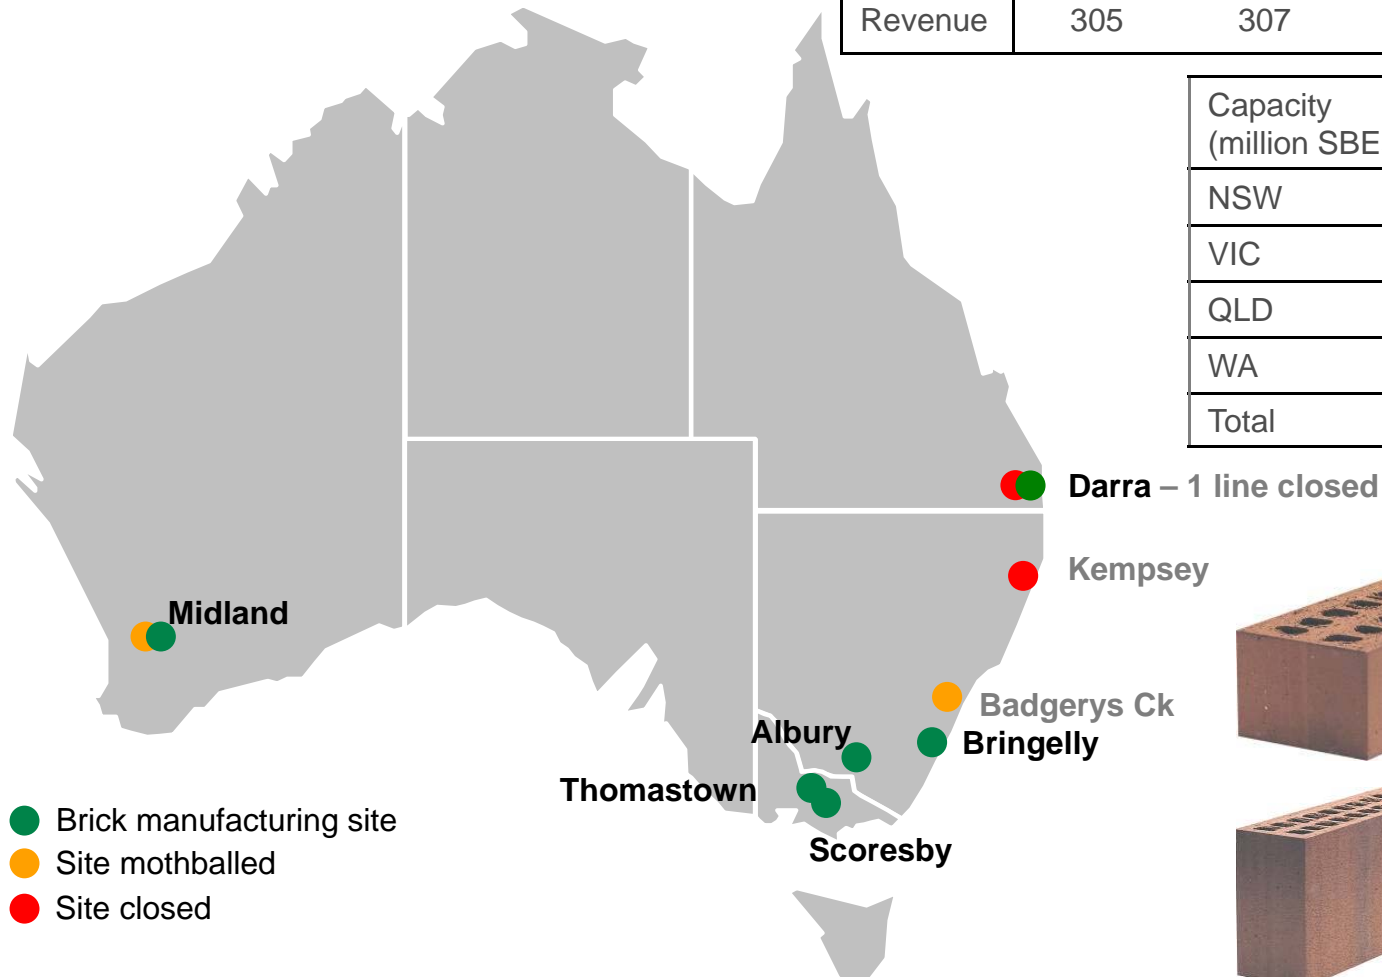 Revenue 305 307
Capacity
(million SBE
NSW
VIC
QLD
WA
Total
Darra – 1 line closed
Kempsey
Midland
Badgerys Ck
Albury
Bringelly
Thomastown
Scoresby
Brick manufacturing site
Site mothballed
Site closed